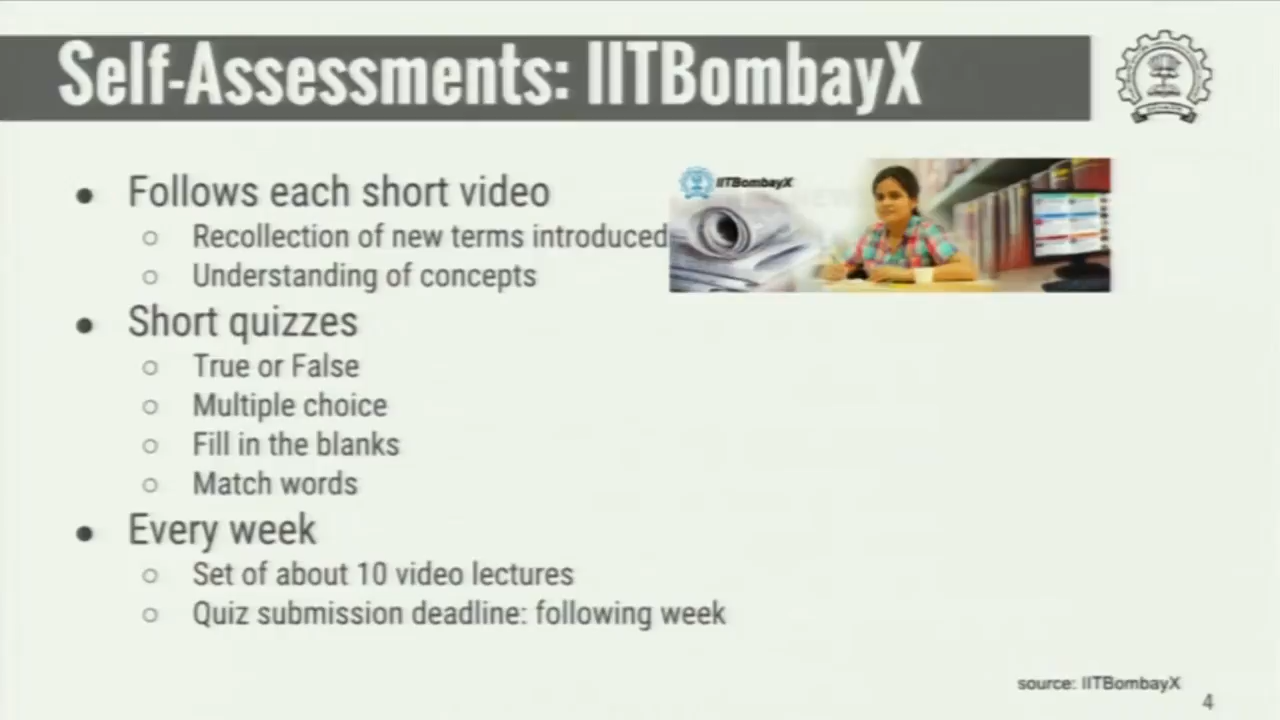 Self-Assessments: IITBombayX
● Follows each short video
○ Recollection of new terms introduced
○ Understanding of concepts
IITBombayX
● Short quizzes
○ True or False
○ Multiple choice
○ Fill in the blanks
○ Match words
● Every week
○ Set of about 10 video lectures
○ Quiz submission deadline: following week
source: IITBombayX
4